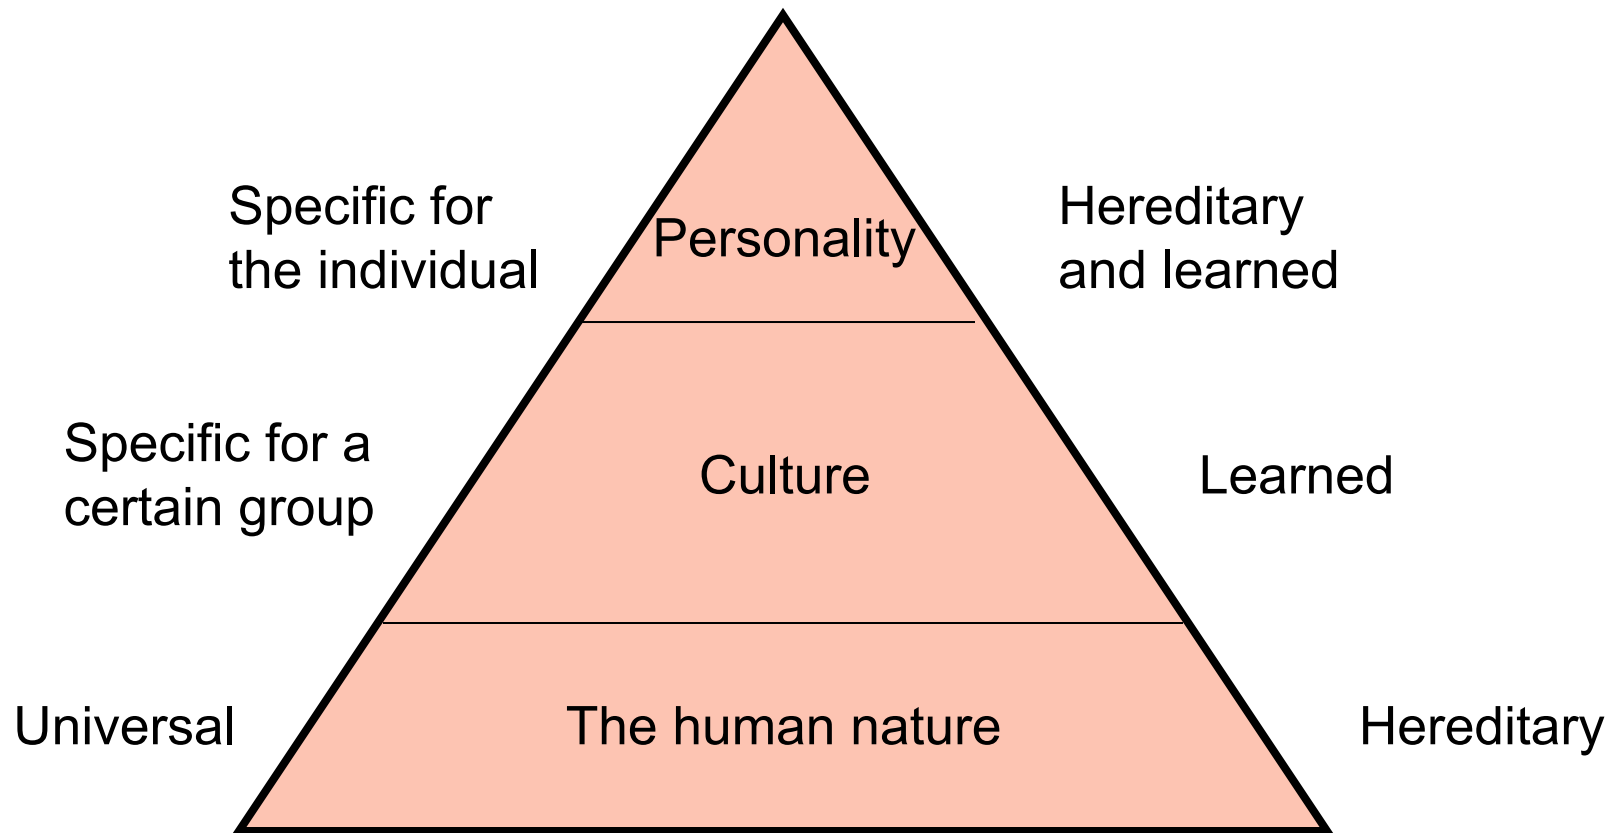 Specific for
the individual
Personality
Hereditary
and learned
Specific for a
certain group
Culture
Learned
Universal
The human nature
Hereditary